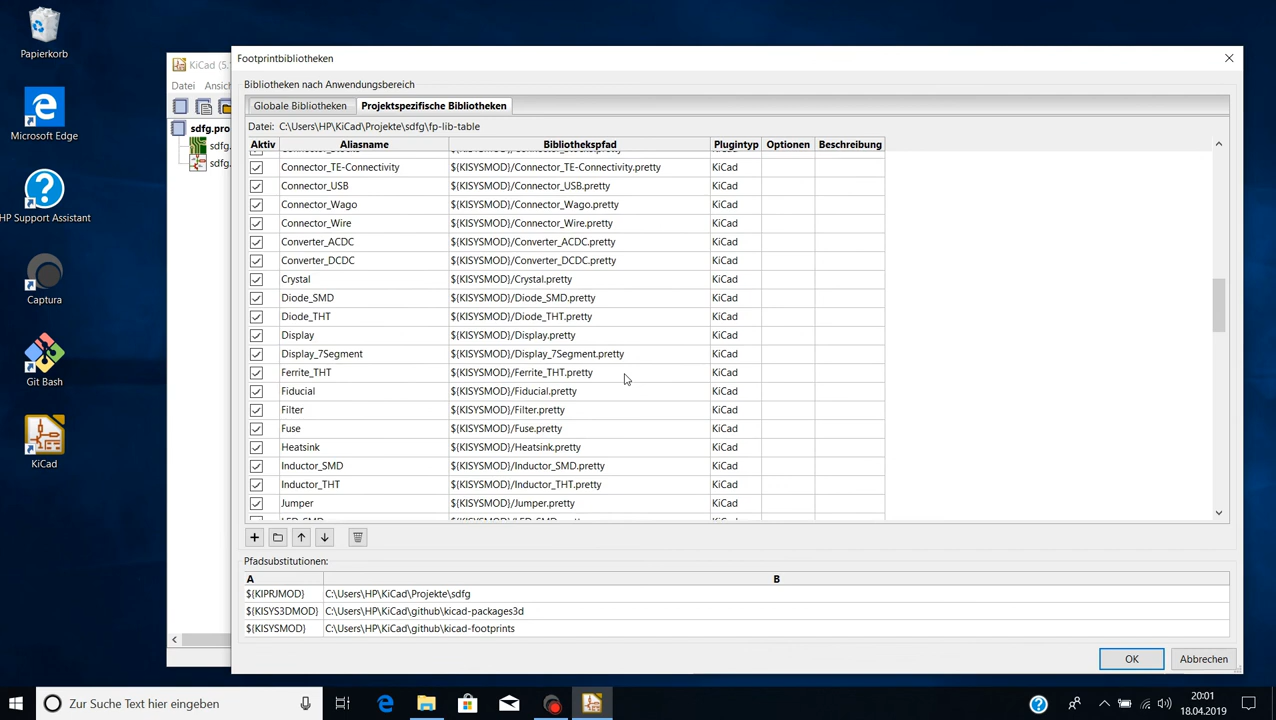 Papierkorb
Microsoft Edge
HP Support Assistant
Captura
Git Bash
KiCad
KiCad (5.
Datei Ansich
sdfg.pro
sdfg.
sdfg.
Footprintbibliotheken
Bibliotheken nach Anwendungsbereich
Globale Bibliotheken Projektspezifische Bibliotheken
Datei: C:\Users\HP\KiCad\Projekte\sdfg\fp-lib-table
Aktiv Aliasname Bibliothekspfad Plugintyp Optionen Beschreibung
Connector_TE-Connectivity ${KISYSMOD}/Connector_TE-Connectivity.pretty KiCad
Connector_USB ${KISYSMOD}/Connector_USB.pretty KiCad
Connector_Wago ${KISYSMOD}/Connector_Wago.pretty KiCad
Connector_Wire ${KISYSMOD}/Connector_Wire.pretty KiCad
Converter_ACDC ${KISYSMOD}/Converter_ACDC.pretty KiCad
Converter_DCDC ${KISYSMOD}/Converter_DCDC.pretty KiCad
Crystal ${KISYSMOD}/Crystal.pretty KiCad
Diode_SMD ${KISYSMOD}/Diode_SMD.pretty KiCad
Diode_THT ${KISYSMOD}/Diode_THT.pretty KiCad
Display ${KISYSMOD}/Display.pretty KiCad
Display_7Segment ${KISYSMOD}/Display_7Segment.pretty KiCad
Ferrite_THT ${KISYSMOD}/Ferrite_THT.pretty KiCad
Fiducial ${KISYSMOD}/Fiducial.pretty KiCad
Filter ${KISYSMOD}/Filter.pretty KiCad
Fuse ${KISYSMOD}/Fuse.pretty KiCad
Heatsink ${KISYSMOD}/Heatsink.pretty KiCad
Inductor_SMD ${KISYSMOD}/Inductor_SMD.pretty KiCad
Inductor_THT ${KISYSMOD}/Inductor_THT.pretty KiCad
Jumper ${KISYSMOD}/Jumper.pretty KiCad
Pfadsubstitutionen:
A B
${KIPRJMOD} C:\Users\HP\KiCad\Projekte\sdfg
${KISYS3DMOD} C:\Users\HP\KiCad\github\kicad-packages3d
${KISYSMOD} C:\Users\HP\KiCad\github\kicad-footprints
OK Abbrechen
Zur Suche Text hier eingeben
20:01
18.04.2019